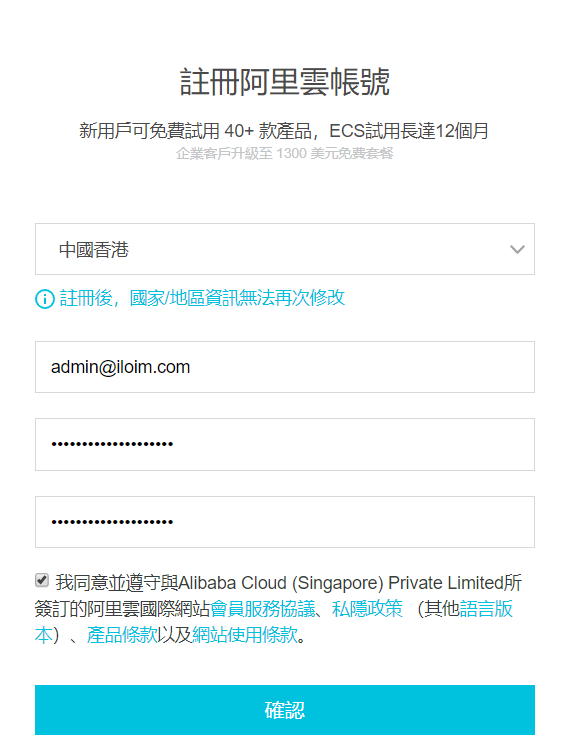 註冊阿里雲帳號
新用戶可免費試用 40+ 款產品，ECS試用長達12個月
企業客戶升級至 1300 美元免費套餐
中國香港
註冊後，國家/地區資訊無法再次修改
admin@iloim.com
••••••••••••••••••••
••••••••••••••••••••
我同意並遵守與Alibaba Cloud (Singapore) Private Limited所
簽訂的阿里雲國際網站會員服務協議、私隱政策 （其他語言版
本）、產品條款以及網站使用條款。
確認